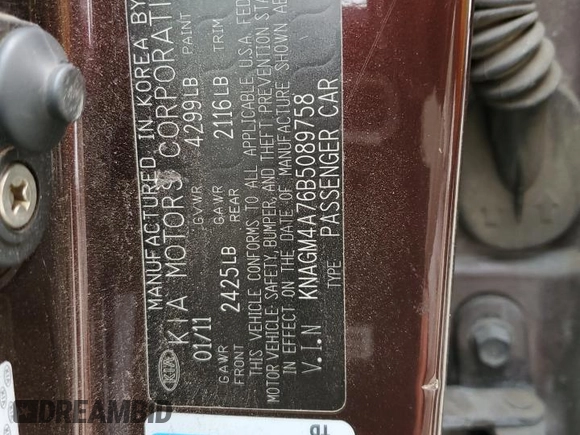 MANUFACTURED IN KOREA BY
KIA MOTORS CORPORATI
01/11 GVWR 4299LB PAINT
GAWR FRONT 2425LB GAWR REAR 2116LB TRIM
THIS VEHICLE CONFORMS TO ALL APPLICABLE U.S.A. FED
MOTOR VEHICLE SAFETY, BUMPER, AND THEFT PREVENTION STA
IN EFFECT ON THE DATE OF MANUFACTURE SHOWN AB
V.I.N KNAGM4A76B5089758
TYPE PASSENGER CAR
KIA
DREAMBID